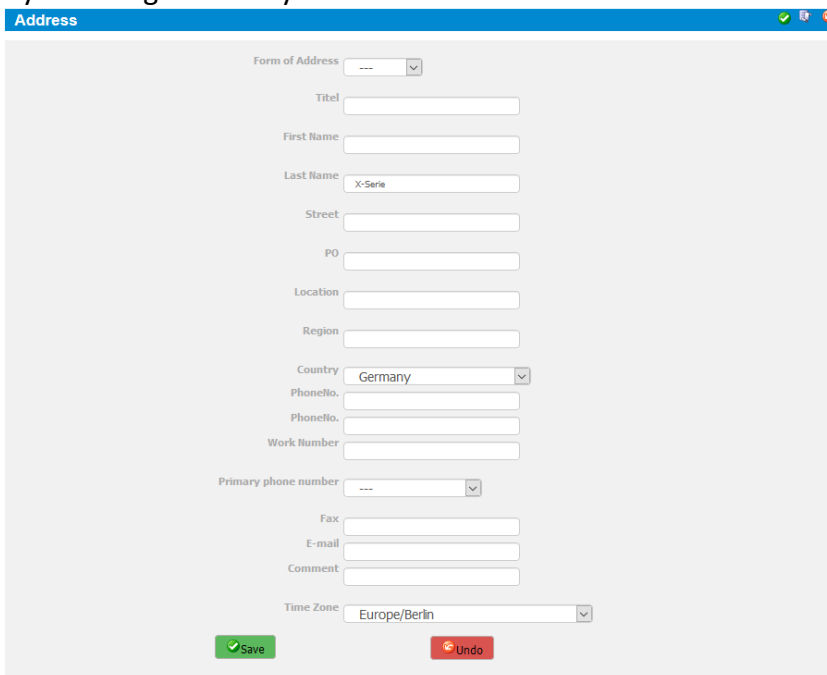 Address
Form of Address ---
Titel
First Name
Last Name X-Serie
Street
PO
Location
Region
Country Germany
PhoneNo.
PhoneNo.
Work Number
Primary phone number ---
Fax
E-mail
Comment
Time Zone Europe/Berlin
Save Undo